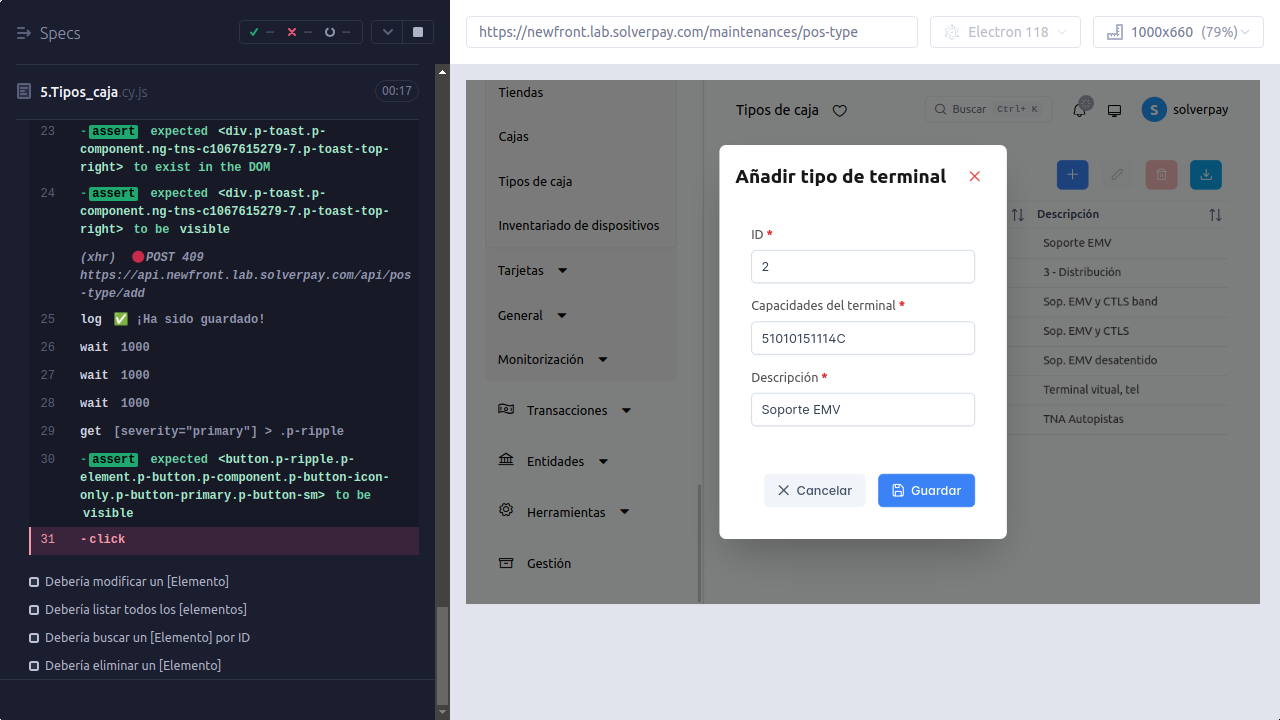 Specs
✓ -- ✗ -- --
5.Tipos_caja.cy.js 00:17
23 -assert expected <div.p-toast.p-
component.ng-tns-c1067615279-7.p-toast-top-
right> to exist in the DOM
24 -assert expected <div.p-toast.p-
component.ng-tns-c1067615279-7.p-toast-top-
right> to be visible
(xhr) POST 409
https://api.newfront.lab.solverpay.com/api/pos
-type/add
25 log ✅ ¡Ha sido guardado!
26 wait 1000
27 wait 1000
28 wait 1000
29 get [severity="primary"] > .p-ripple
30 -assert expected <button.p-ripple.p-
element.p-button.p-component.p-button-icon-
only.p-button-primary.p-button-sm> to be
visible
31 -click
Debería modificar un [Elemento]
Debería listar todos los [elementos]
Debería buscar un [Elemento] por ID
Debería eliminar un [Elemento]
https://newfront.lab.solverpay.com/maintenances/pos-type
Electron 118
1000x660 (79%)
Tiendas
Cajas
Tipos de caja
Inventariado de dispositivos
Tarjetas
General
Monitorización
Transacciones
Entidades
Herramientas
Gestión
Tipos de caja
Buscar Ctrl+ K
solverpay
Descripción
Soporte EMV
3 - Distribución
Sop. EMV y CTLS band
Sop. EMV y CTLS
Sop. EMV desatentido
Terminal vitual, tel
TNA Autopistas
Añadir tipo de terminal
ID *
2
Capacidades del terminal *
51010151114C
Descripción *
Soporte EMV
Cancelar
Guardar